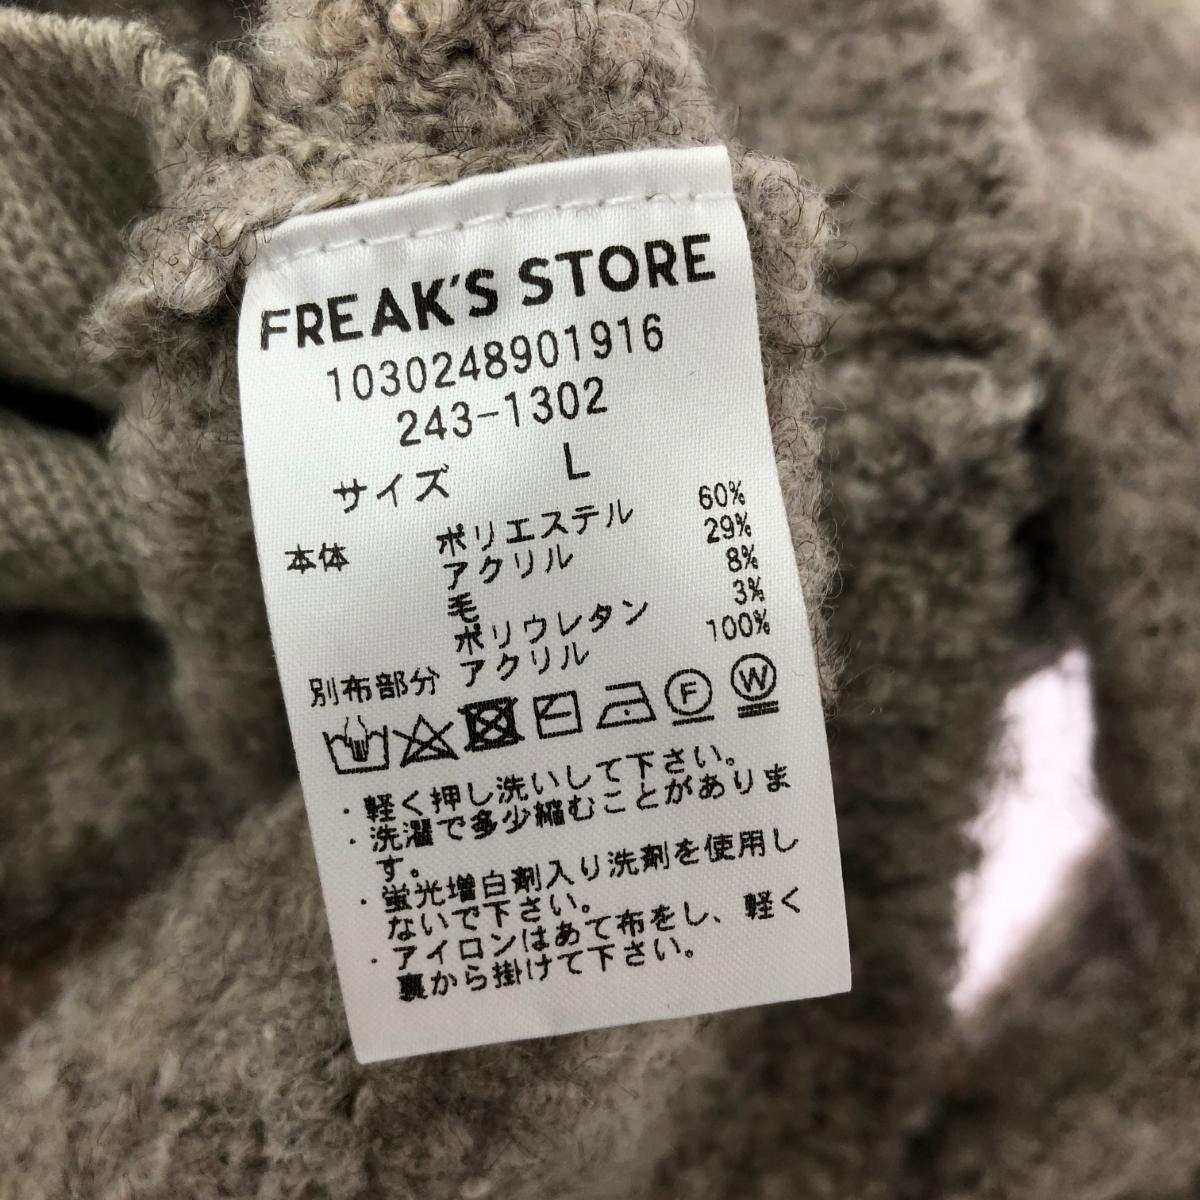 FREAK'S STORE
1030248901916
243-1302
サイズ L
本体 ポリエステル 60%
アクリル 29%
毛 8%
ポリウレタン 3%
別布部分 アクリル 100%
F W
・軽く押し洗いして下さい。
・洗濯で多少縮むことがありま
す。
・蛍光増白剤入り洗剤を使用し
ないで下さい。
・アイロンはあて布をし、軽く
裏から掛けて下さい。